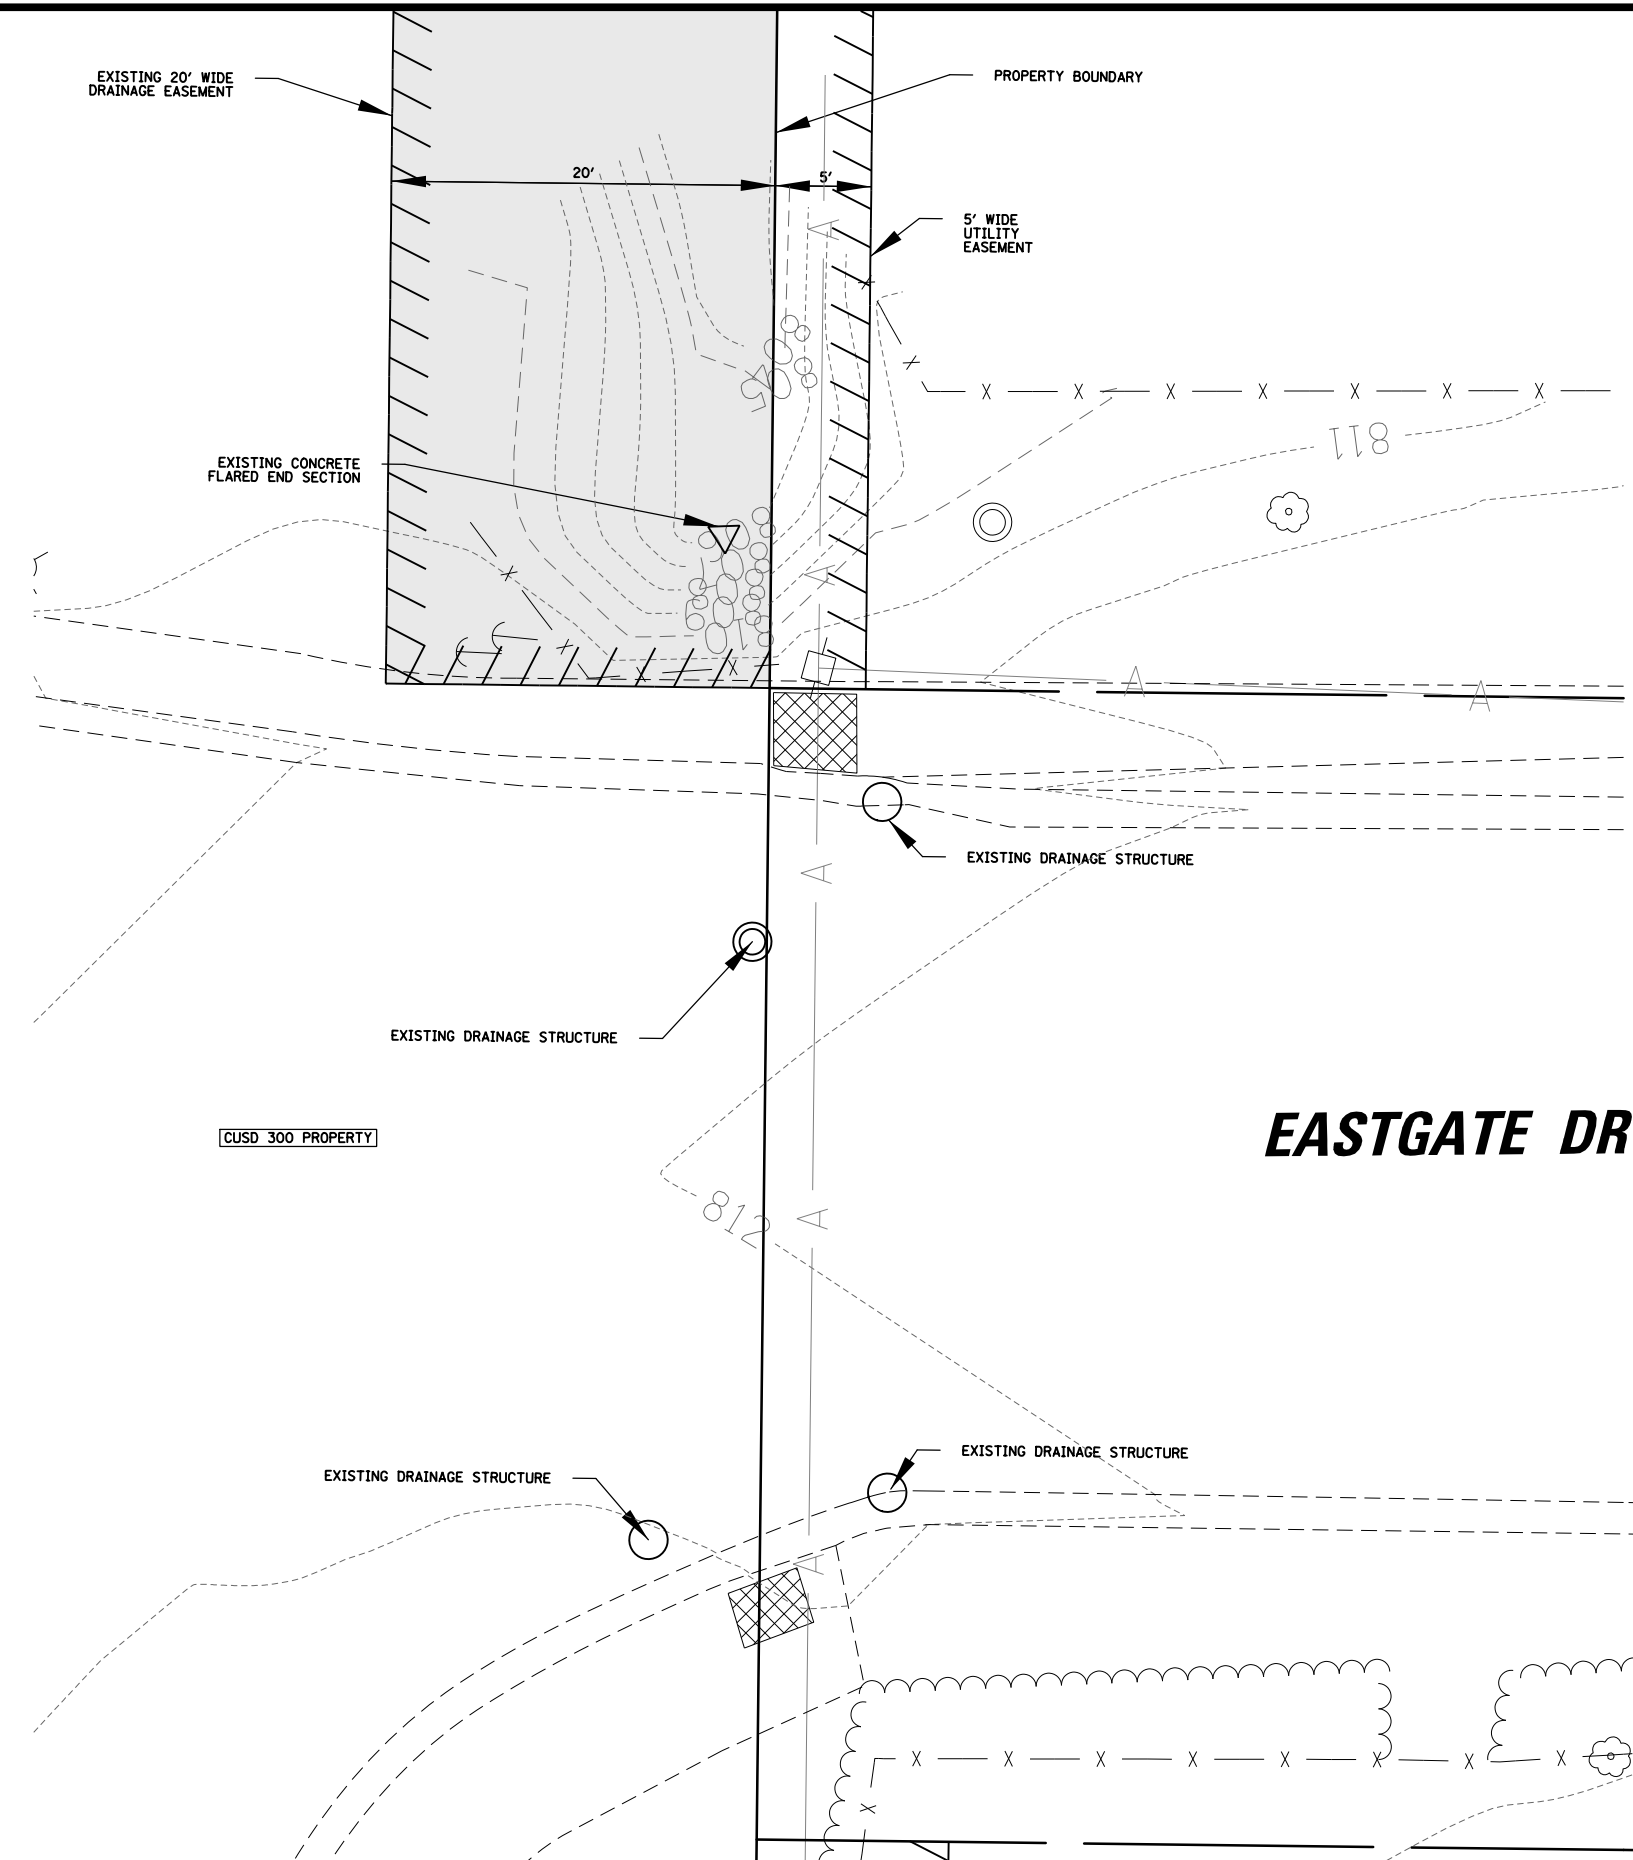 EXISTING 20' WIDE
DRAINAGE EASEMENT
PROPERTY BOUNDARY
20'
5'
5' WIDE
UTILITY
EASEMENT
A
X
X
X
X
X
X
X
X
X
811
EXISTING CONCRETE
FLARED END SECTION
A
X
X
X
X
A
A
EXISTING DRAINAGE STRUCTURE
A
EXISTING DRAINAGE STRUCTURE
CUSD 300 PROPERTY
EASTGATE DR
812
A
EXISTING DRAINAGE STRUCTURE
EXISTING DRAINAGE STRUCTURE
A
X
X
X
X
X
X
X
X
X